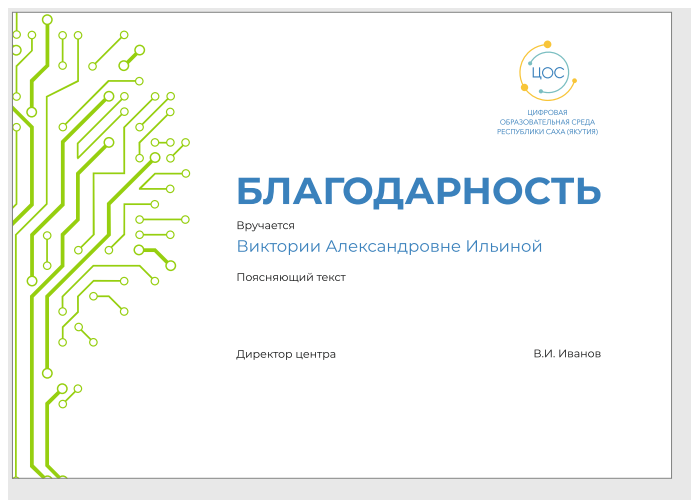 ЦОС
ЦИФРОВАЯ
ОБРАЗОВАТЕЛЬНАЯ СРЕДА
РЕСПУБЛИКИ САХА (ЯКУТИЯ)
БЛАГОДАРНОСТЬ
Вручается
Виктории Александровне Ильиной
Поясняющий текст
Директор центра В.И. Иванов